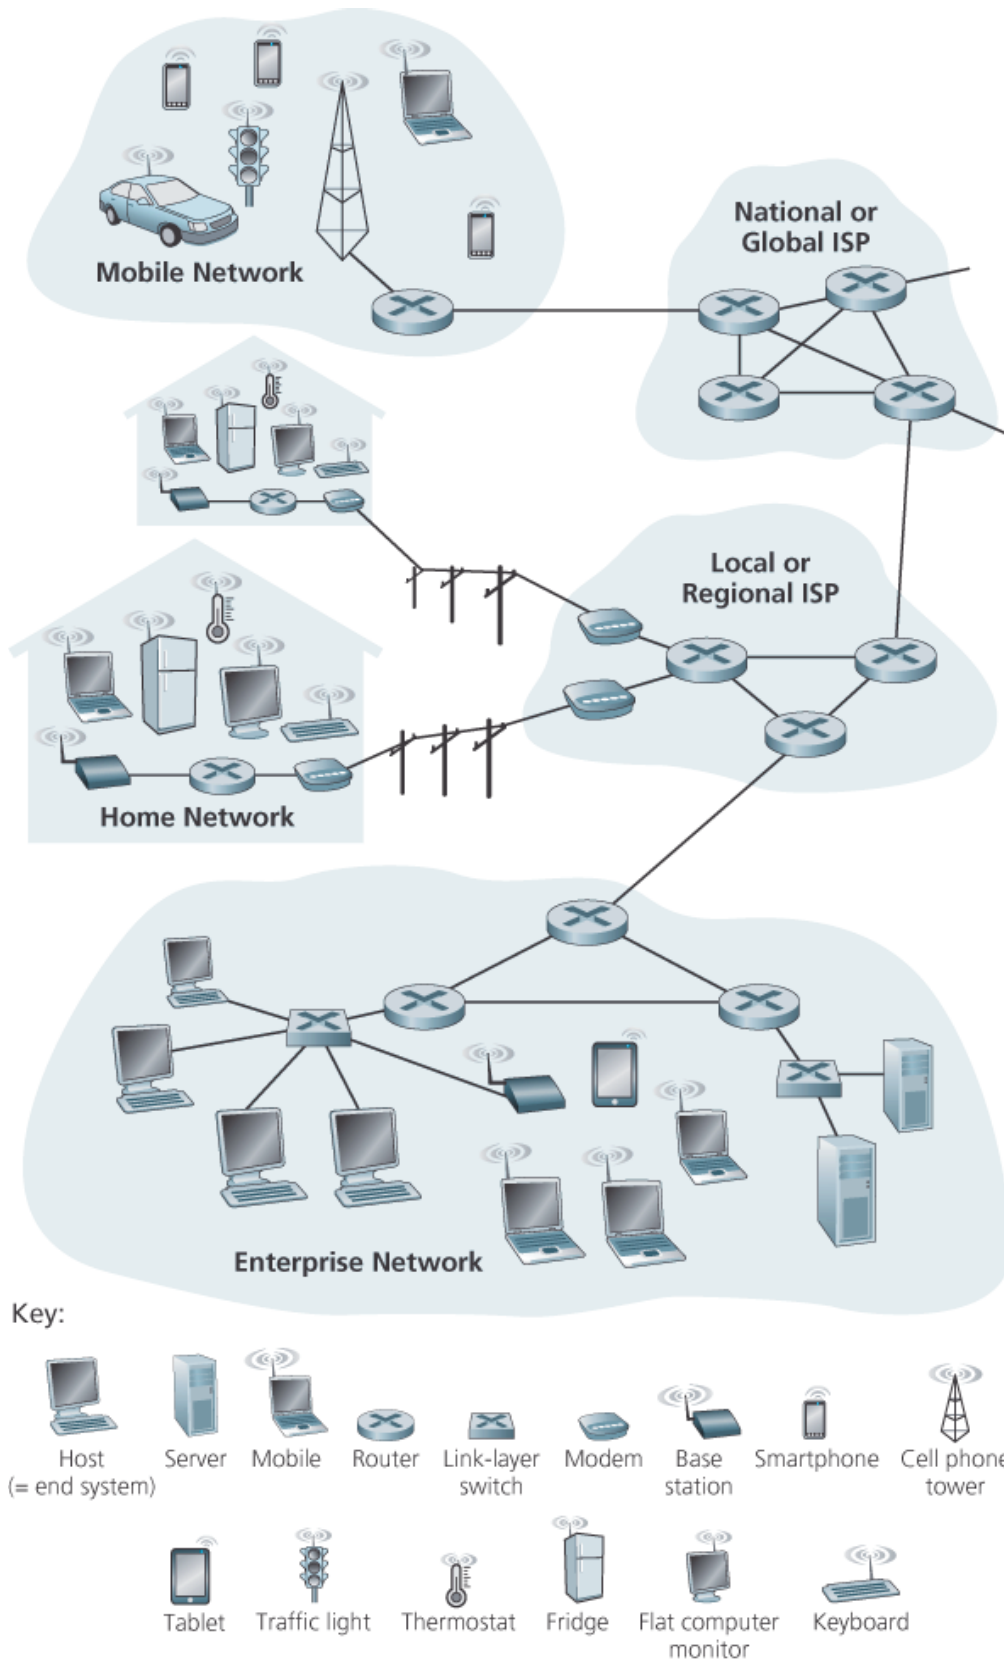 National or
Global ISP
Mobile Network
Local or
Regional ISP
Home Network
Enterprise Network
Key:
Host
(= end system)
Server
Mobile
Router
Link-layer
switch
Modem
Base
station
Smartphone
Cell phone
tower
Tablet
Traffic light
Thermostat
Fridge
Flat computer
monitor
Keyboard